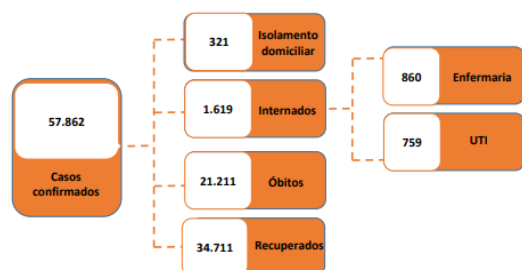 57.862
Casos
confirmados
321
Isolamento
domiciliar
1.619
Internados
21.211
Óbitos
34.711
Recuperados
860
Enfermaria
759
UTI